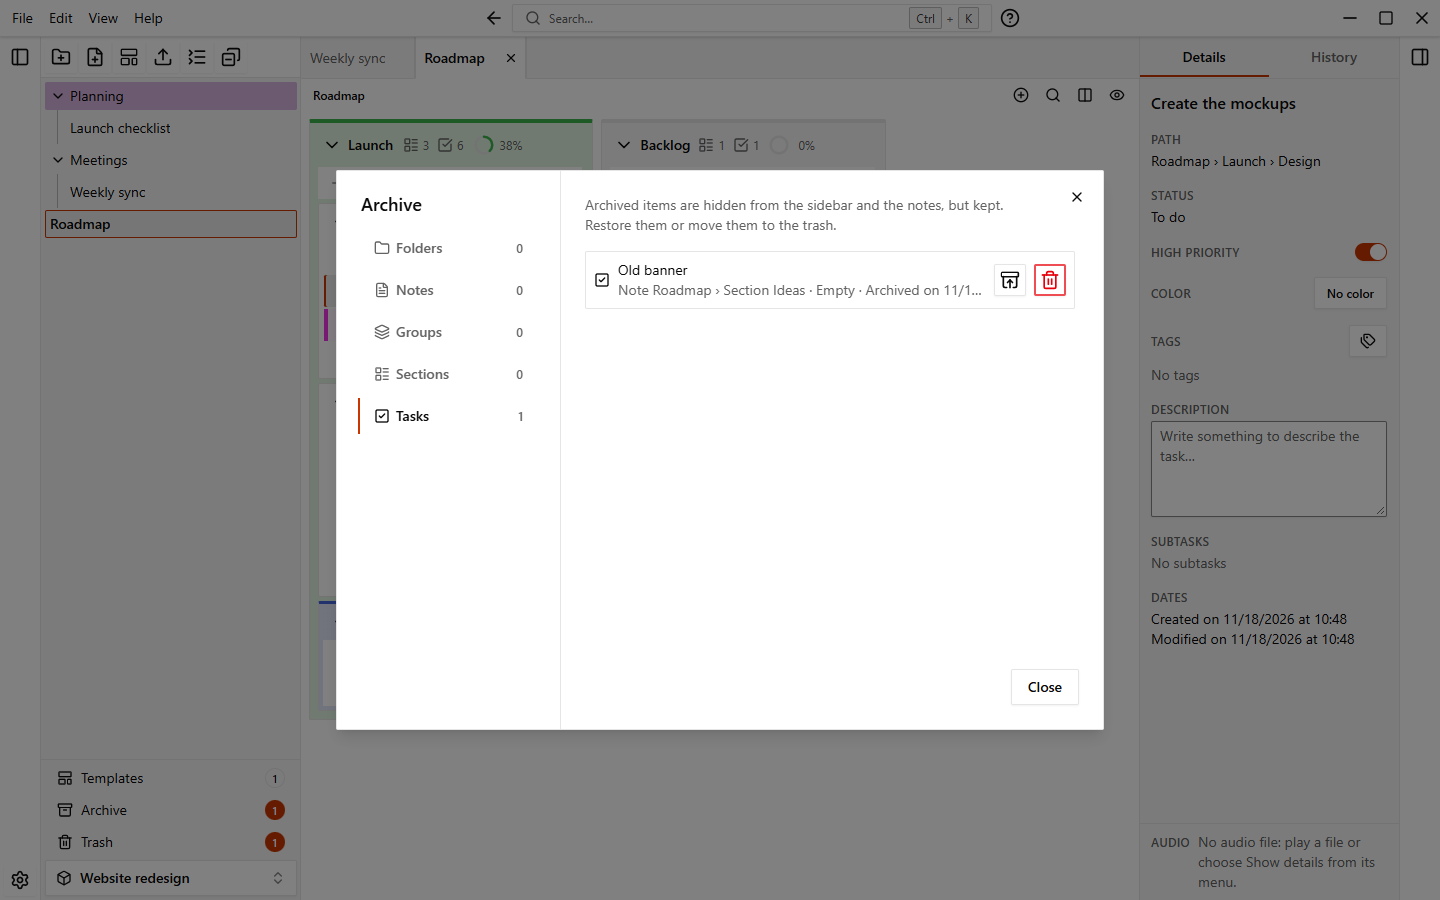 File Edit View Help
Search...
Ctrl + K
Weekly sync
Roadmap
Details
History
Planning
Launch checklist
Meetings
Weekly sync
Roadmap
Roadmap
Launch 3 6 38%
Backlog 1 1 0%
Archive
Folders 0
Notes 0
Groups 0
Sections 0
Tasks 1
Archived items are hidden from the sidebar and the notes, but kept.
Restore them or move them to the trash.
Old banner
Note Roadmap › Section Ideas · Empty · Archived on 11/1...
Close
Create the mockups
PATH
Roadmap › Launch › Design
STATUS
To do
HIGH PRIORITY
COLOR
No color
TAGS
No tags
DESCRIPTION
Write something to describe the
task...
SUBTASKS
No subtasks
DATES
Created on 11/18/2026 at 10:48
Modified on 11/18/2026 at 10:48
AUDIO No audio file: play a file or
choose Show details from its
menu.
Templates 1
Archive 1
Trash 1
Website redesign